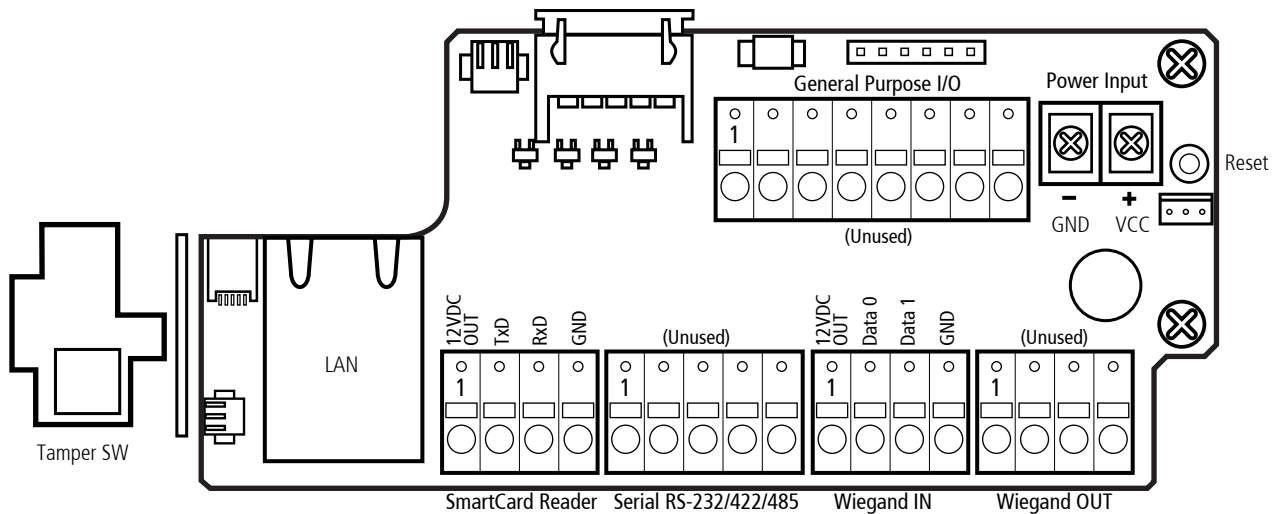 General Purpose I/O
Power Input
1
Reset
GND
VCC
(Unused)
12VDC
OUT
TxD
RxD
GND
(Unused)
12VDC
OUT
Data 0
Data 1
GND
(Unused)
LAN
1
1
1
1
Tamper SW
SmartCard Reader
Serial RS-232/422/485
Wiegand IN
Wiegand OUT